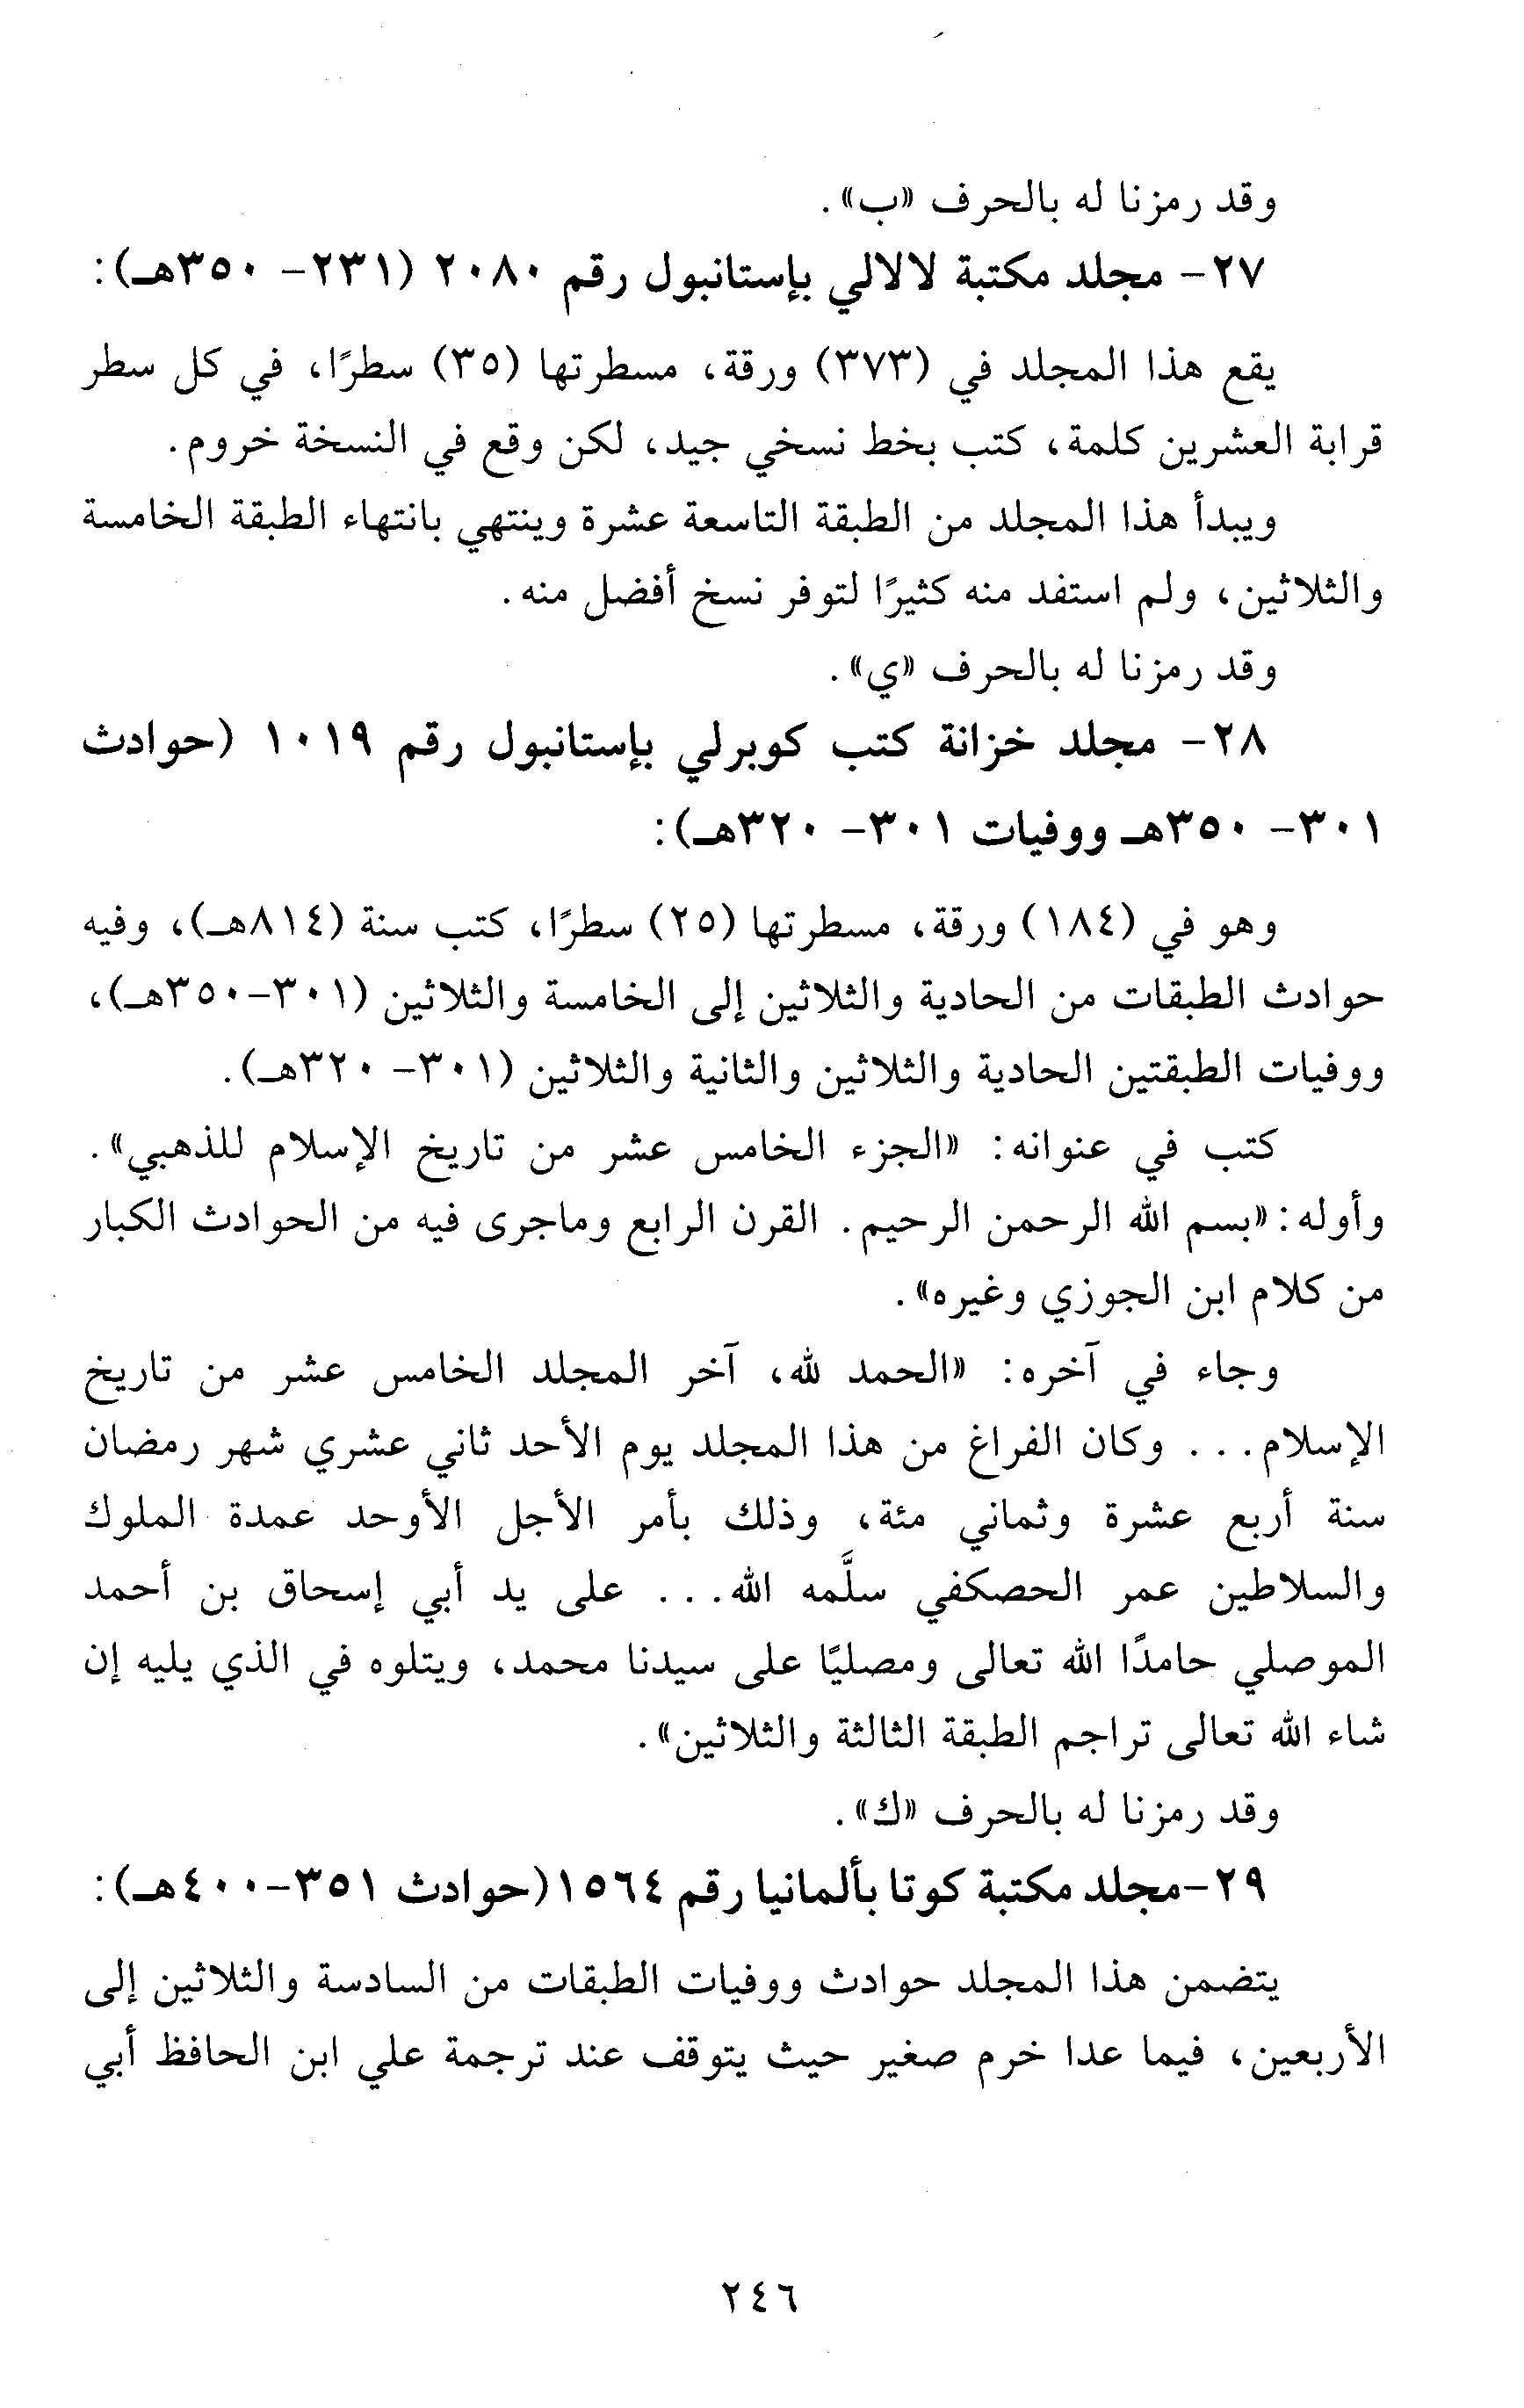 وقد رمزنا له بالحرف «ب».
٢٧- مجلد مكتبة لالالي بإستانبول رقم ٢٠٨٠ (٢٣١- ٣٥٠هـ):
يقع هذا المجلد في (٣٧٣) ورقة، مسطرتها (٣٥) سطرًا، في كل سطر
قرابة العشرين كلمة، كتب بخط نسخي جيد، لكن وقع في النسخة خروم.
ويبدأ هذا المجلد من الطبقة التاسعة عشرة وينتهي بانتهاء الطبقة الخامسة
والثلاثين، ولم استفد منه كثيرًا لتوفر نسخ أفضل منه.
وقد رمزنا له بالحرف «ي».
٢٨- مجلد خزانة كتب كوبرلي بإستانبول رقم ١٠١٩ (حوادث
٣٠١- ٣٥٠هـ ووفيات ٣٠١- ٣٢٠هـ):
وهو في (١٨٤) ورقة، مسطرتها (٢٥) سطرًا، كتب سنة (٨١٤هـ)، وفيه
حوادث الطبقات من الحادية والثلاثين إلى الخامسة والثلاثين (٣٠١-٣٥٠هـ)،
ووفيات الطبقتين الحادية والثلاثين والثانية والثلاثين (٣٠١- ٣٢٠هـ).
كتب في عنوانه: «الجزء الخامس عشر من تاريخ الإسلام للذهبي».
وأوله: «بسم الله الرحمن الرحيم. القرن الرابع وماجرى فيه من الحوادث الكبار
من كلام ابن الجوزي وغيره».
وجاء في آخره: «الحمد لله، آخر المجلد الخامس عشر من تاريخ
الإسلام... وكان الفراغ من هذا المجلد يوم الأحد ثاني عشري شهر رمضان
سنة أربع عشرة وثماني مئة، وذلك بأمر الأجل الأوحد عمدة الملوك
والسلاطين عمر الحصكفي سلَّمه الله... على يد أبي إسحاق بن أحمد
الموصلي حامدًا الله تعالى ومصليًا على سيدنا محمد، ويتلوه في الذي يليه إن
شاء الله تعالى تراجم الطبقة الثالثة والثلاثين».
وقد رمزنا له بالحرف «ك».
٢٩-مجلد مكتبة كوتا بألمانيا رقم ١٥٦٤(حوادث ٣٥١-٤٠٠هـ):
يتضمن هذا المجلد حوادث ووفيات الطبقات من السادسة والثلاثين إلى
الأربعين، فيما عدا خرم صغير حيث يتوقف عند ترجمة علي ابن الحافظ أبي
٢٤٦